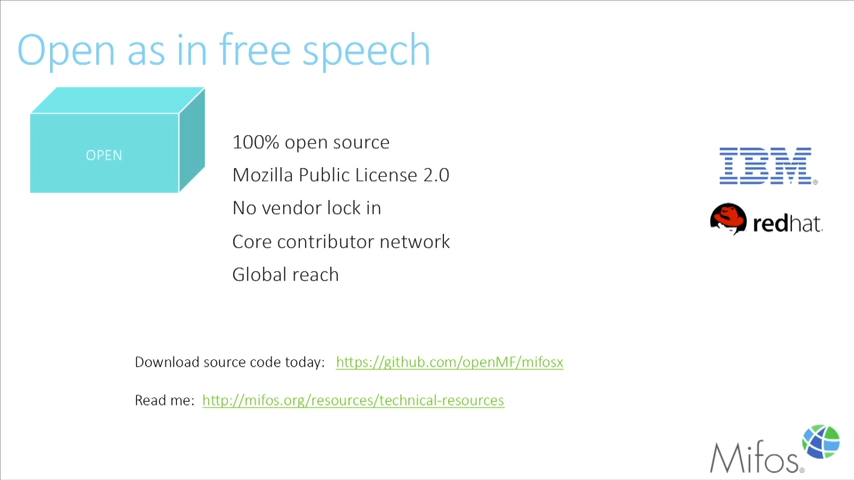 Open as in free speech
OPEN
100% open source
Mozilla Public License 2.0
No vendor lock in
Core contributor network
Global reach
IBM®
redhat.
Download source code today: https://github.com/openMF/mifosx
Read me: http://mifos.org/resources/technical-resources
Mifos®